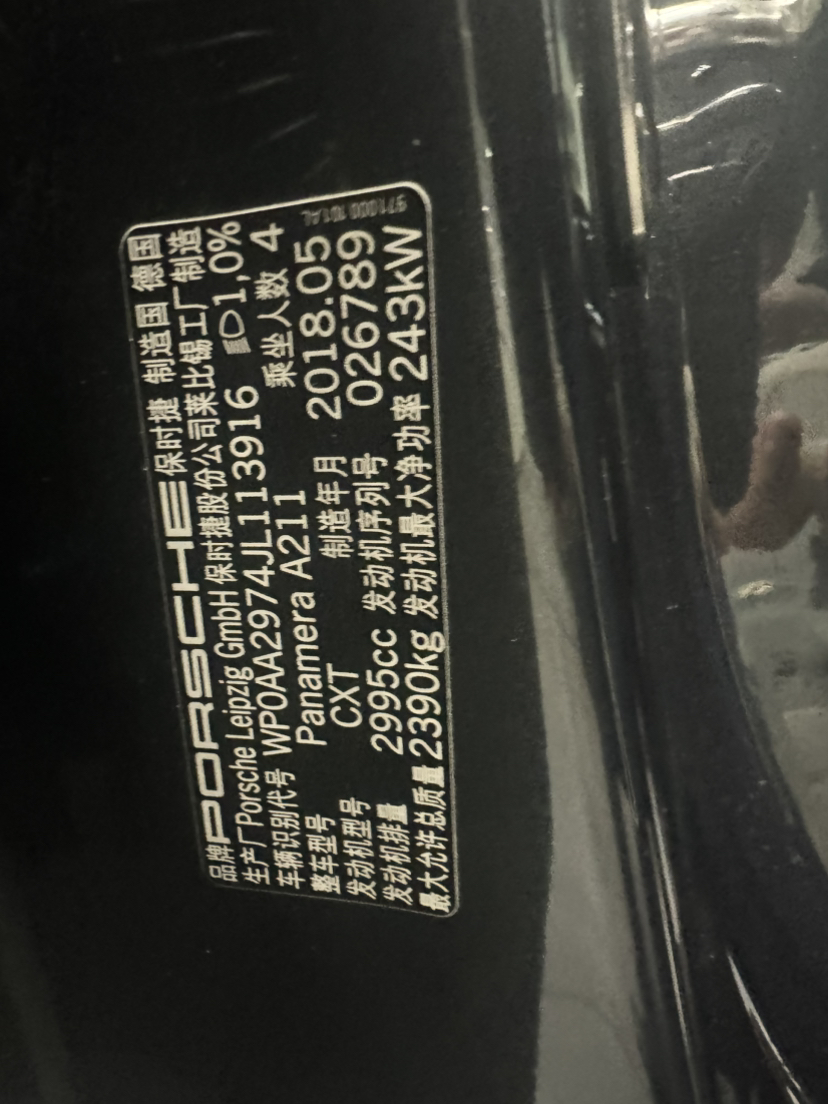 品牌 PORSCHE 保时捷 制造国 德国
生产厂 Porsche Leipzig GmbH 保时捷股份公司莱比锡工厂制造
车辆识别代号 WP0AA2974JL113916 D1,0%
整车型号 Panamera A211 乘坐人数 4
发动机型号 CXT 制造年月 2018.05
发动机排量 2995cc 发动机序列号 026789
最大允许总质量 2390kg 发动机最大净功率 243kW
971000 101.AL